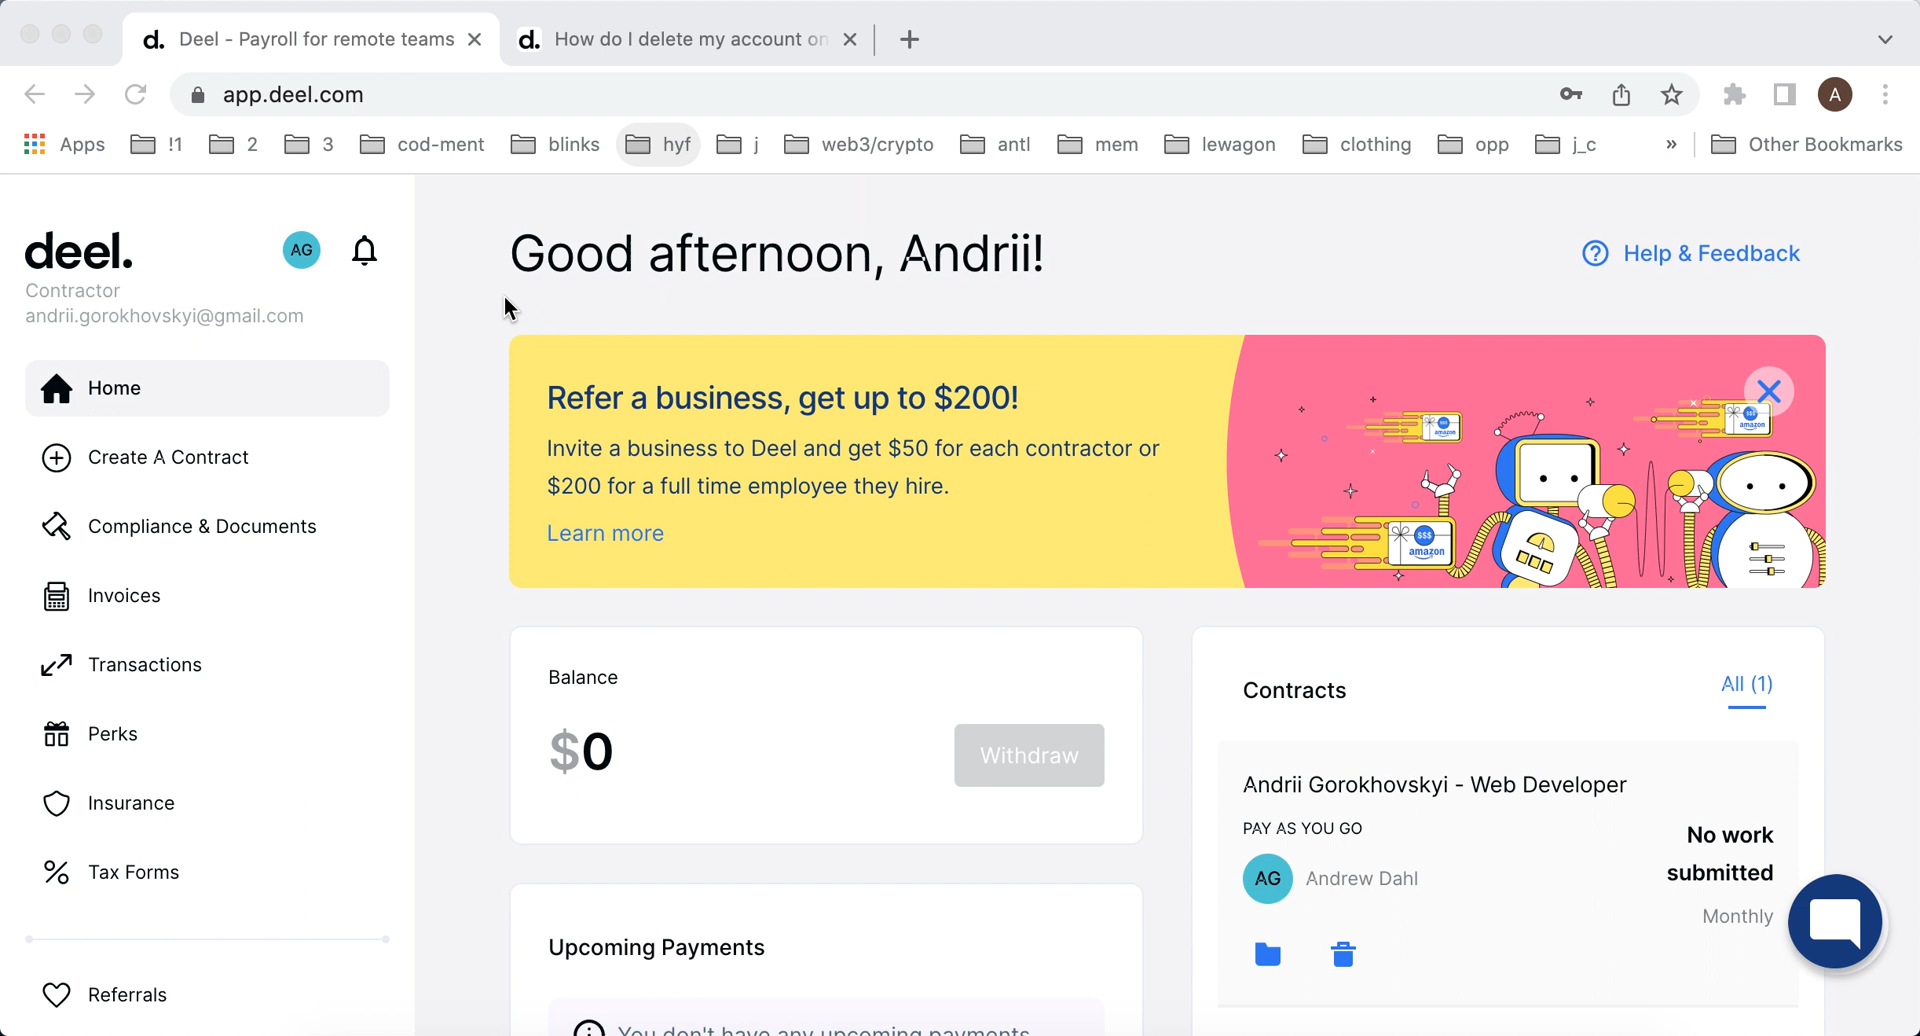 d. Deel - Payroll for remote teams
d. How do I delete my account on
app.deel.com
A
Apps !1 2 3 cod-ment blinks hyf j web3/crypto antl mem lewagon clothing opp j_c » Other Bookmarks
deel.
AG
Contractor
andrii.gorokhovskyi@gmail.com
Home
Create A Contract
Compliance & Documents
Invoices
Transactions
Perks
Insurance
Tax Forms
Referrals
Good afternoon, Andrii!
Help & Feedback
Refer a business, get up to $200!
Invite a business to Deel and get $50 for each contractor or
$200 for a full time employee they hire.
Learn more
amazon
amazon
$$$
amazon
Balance
$0
Withdraw
Upcoming Payments
You don't have any upcoming payments
Contracts
All (1)
Andrii Gorokhovskyi - Web Developer
PAY AS YOU GO
AG Andrew Dahl
No work
submitted
Monthly